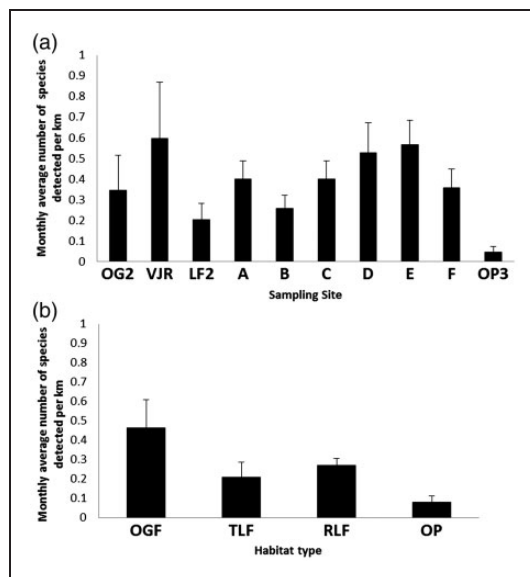 (a)
Monthly average number of species
detected per km
1
0.9
0.8
0.7
0.6
0.5
0.4
0.3
0.2
0.1
0
OG2 VJR LF2 A B C D E F OP3
Sampling Site
(b)
Monthly average number of species
detected per km
1
0.9
0.8
0.7
0.6
0.5
0.4
0.3
0.2
0.1
0
OGF TLF RLF OP
Habitat type